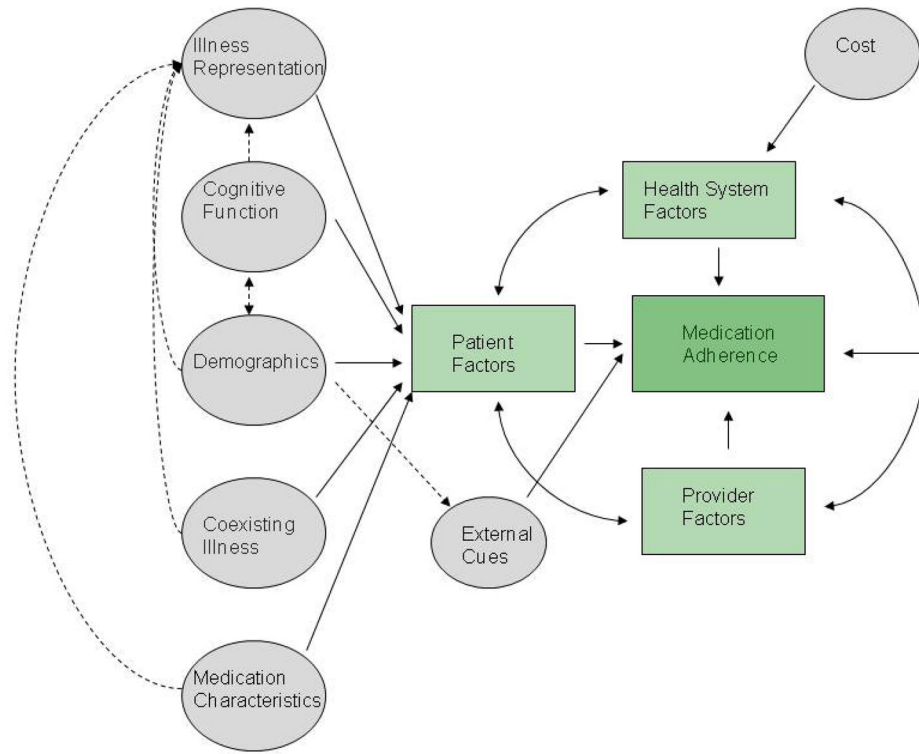 Illness
Representation
Cost
Cognitive
Function
Health System
Factors
Demographics
Patient
Factors
Medication
Adherence
Coexisting
Illness
External
Cues
Provider
Factors
Medication
Characteristics